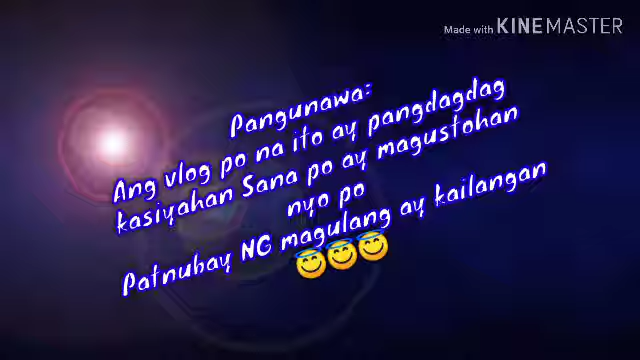 Made with KINEMASTER
Pangunawa:
Ang vlog po na ito ay pangdagdag
kasiyahan Sana po ay magustohan
nyo po
Patnubay NG magulang ay kailangan
😇😇😇